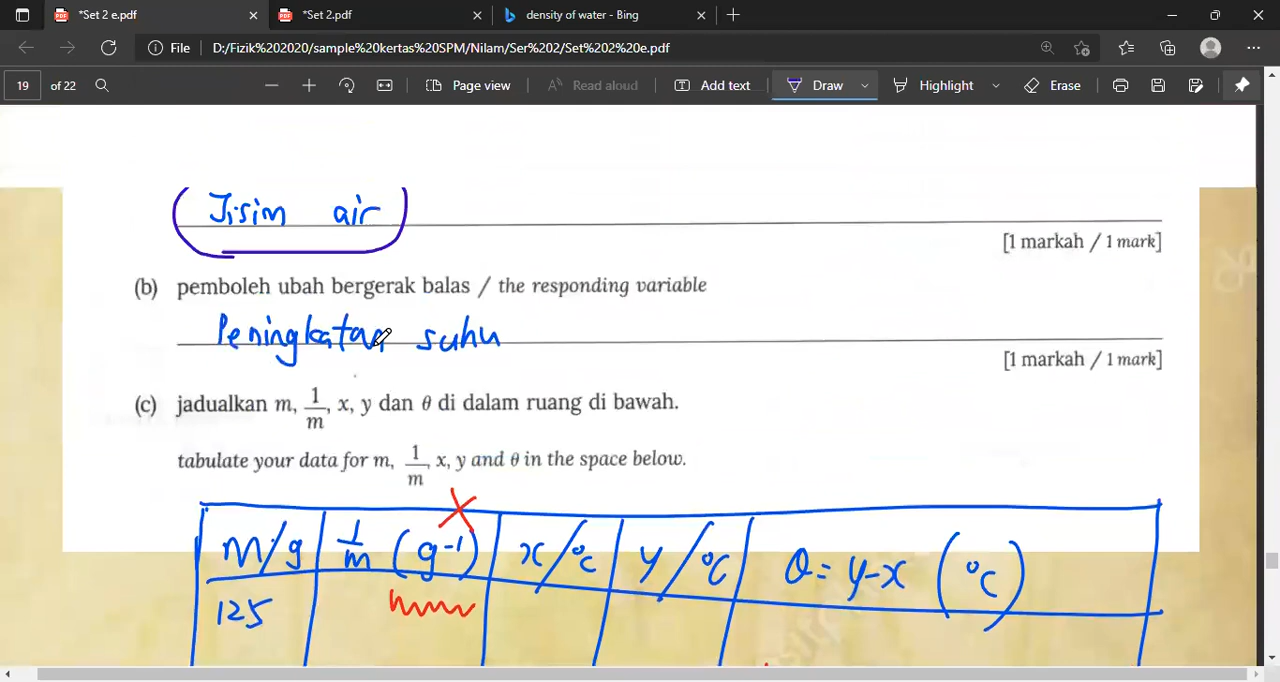 *Set 2 e.pdf
*Set 2.pdf
density of water - Bing
File D:/Fizik%202020/sample%20kertas%20SPM/Nilam/Ser%202/Set%202%20e.pdf
19 of 22 Page view Read aloud Add text Draw Highlight Erase
Jisim air
[1 markah / 1 mark]
(b) pemboleh ubah bergerak balas / the responding variable
Peningkatan suhu
[1 markah / 1 mark]
(c) jadualkan m, 1/m, x, y dan θ di dalam ruang di bawah.
tabulate your data for m, 1/m, x, y and θ in the space below.
m/g 1/m (g⁻¹) x/°C y/°C θ = y-x (°C)
125